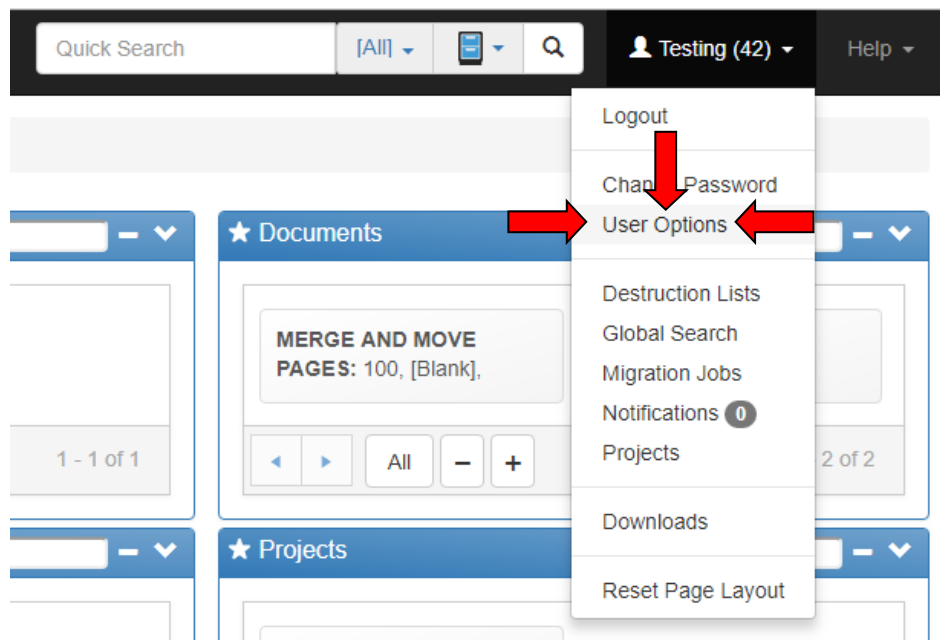 Quick Search [All] Testing (42) Help
Logout
Change Password
User Options
Documents
Destruction Lists
MERGE AND MOVE
PAGES: 100, [Blank],
Global Search
Migration Jobs
Notifications 0
1 - 1 of 1
All
Projects
2 of 2
Downloads
Projects
Reset Page Layout